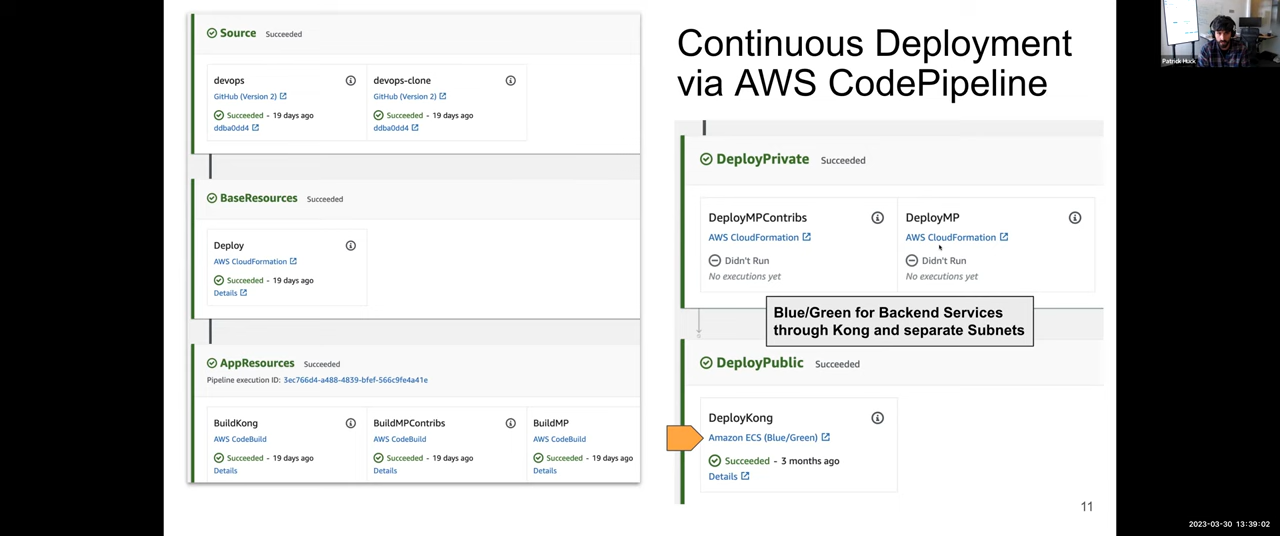 Source Succeeded
devops
GitHub (Version 2)
Succeeded - 19 days ago
ddba0dd4
devops-clone
GitHub (Version 2)
Succeeded - 19 days ago
ddba0dd4
BaseResources Succeeded
Deploy
AWS CloudFormation
Succeeded - 19 days ago
Details
AppResources Succeeded
Pipeline execution ID: 3ec766d4-a488-4839-bfef-566c9fe4a41e
BuildKong
AWS CodeBuild
Succeeded - 19 days ago
Details
BuildMPContribs
AWS CodeBuild
Succeeded - 19 days ago
Details
BuildMP
AWS CodeBuild
Succeeded - 19 days ago
Details
Continuous Deployment
via AWS CodePipeline
DeployPrivate Succeeded
DeployMPContribs
AWS CloudFormation
Didn't Run
No executions yet
DeployMP
AWS CloudFormation
Didn't Run
No executions yet
Blue/Green for Backend Services
through Kong and separate Subnets
DeployPublic Succeeded
DeployKong
Amazon ECS (Blue/Green)
Succeeded - 3 months ago
Details
11
Patrick Huck
2023-03-30 13:39:02